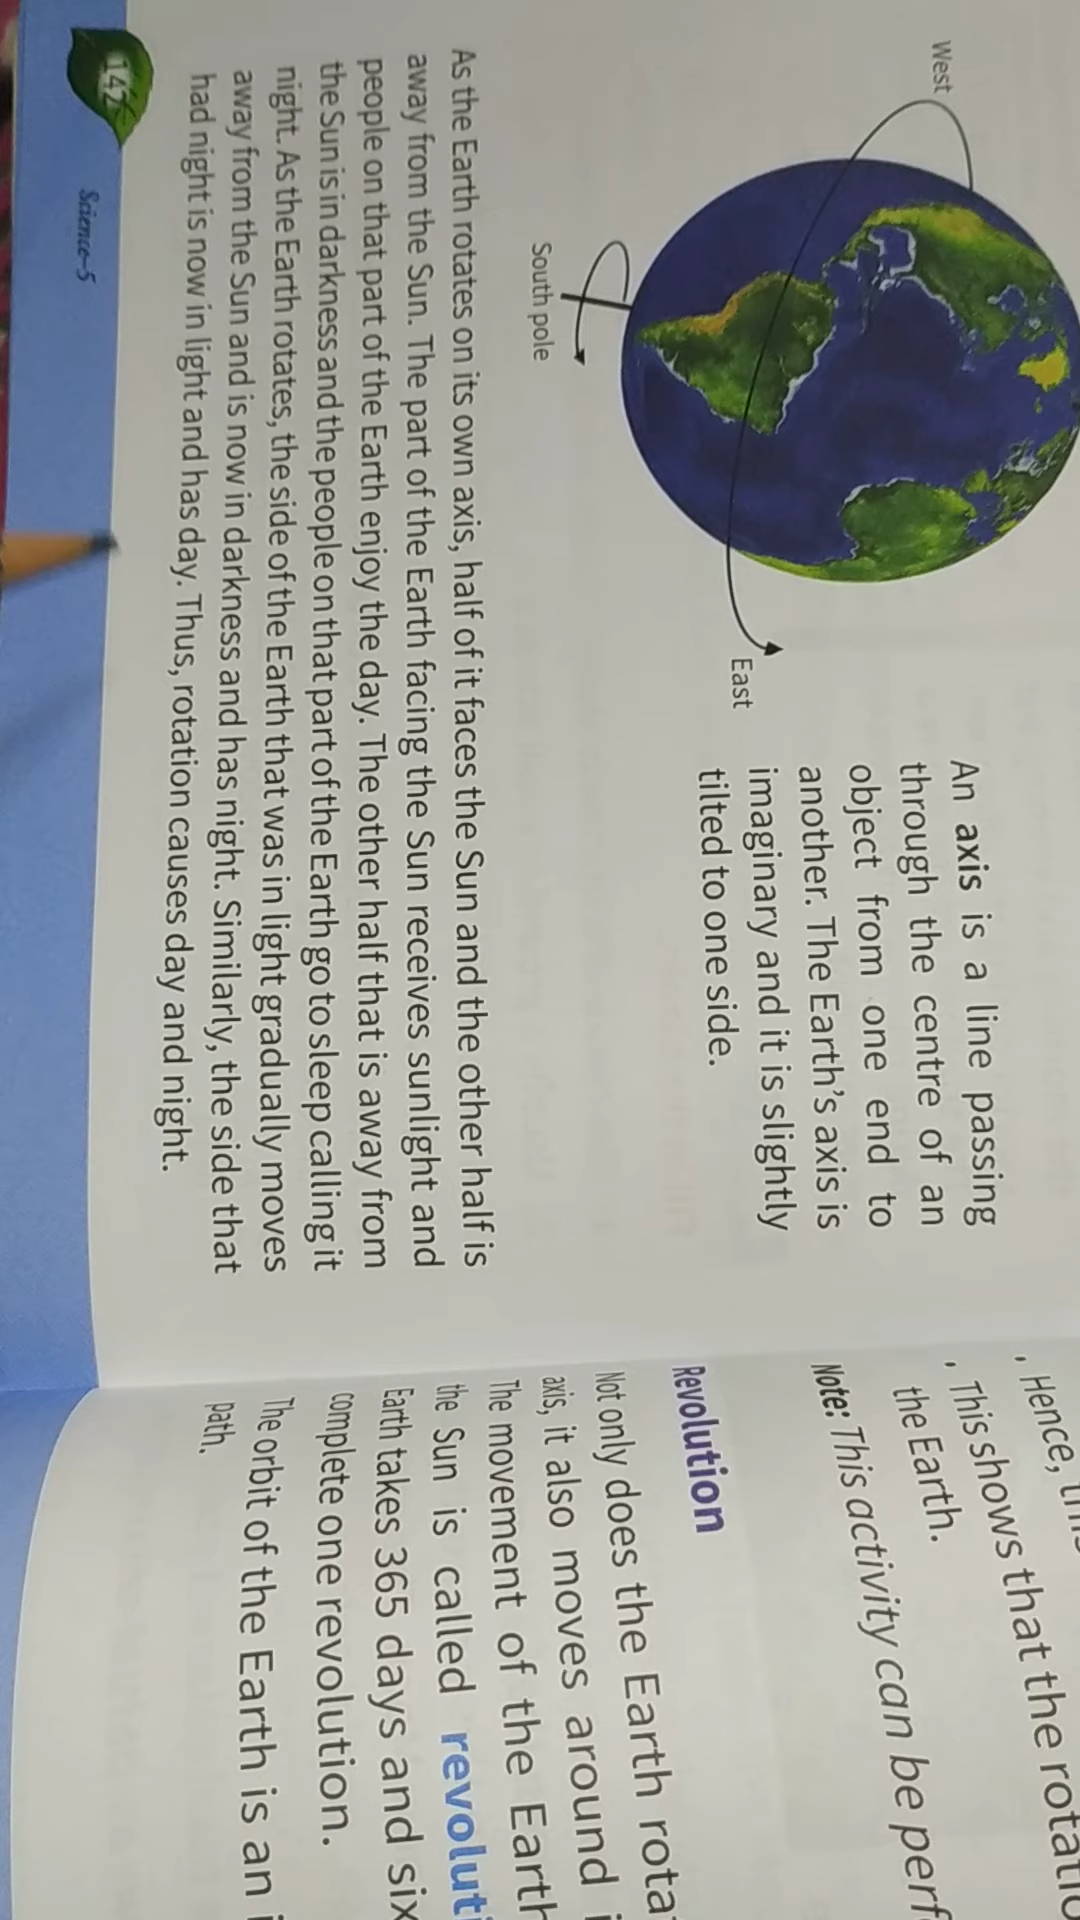 West
East
South pole
An axis is a line passing
through the centre of an
object from one end to
another. The Earth's axis is
imaginary and it is slightly
tilted to one side.
As the Earth rotates on its own axis, half of it faces the Sun and the other half is
away from the Sun. The part of the Earth facing the Sun receives sunlight and
people on that part of the Earth enjoy the day. The other half that is away from
the Sun is in darkness and the people on that part of the Earth go to sleep calling it
night. As the Earth rotates, the side of the Earth that was in light gradually moves
away from the Sun and is now in darkness and has night. Similarly, the side that
had night is now in light and has day. Thus, rotation causes day and night.
142
Science-5
Hence,
This shows that the
the Earth.
Note: This activity can be
Revolution
Not only does the Earth
axis, it also moves around
The movement of the Earth
the Sun is called
Earth takes 365 days and
complete one revolution.
The orbit of the Earth is an
path.